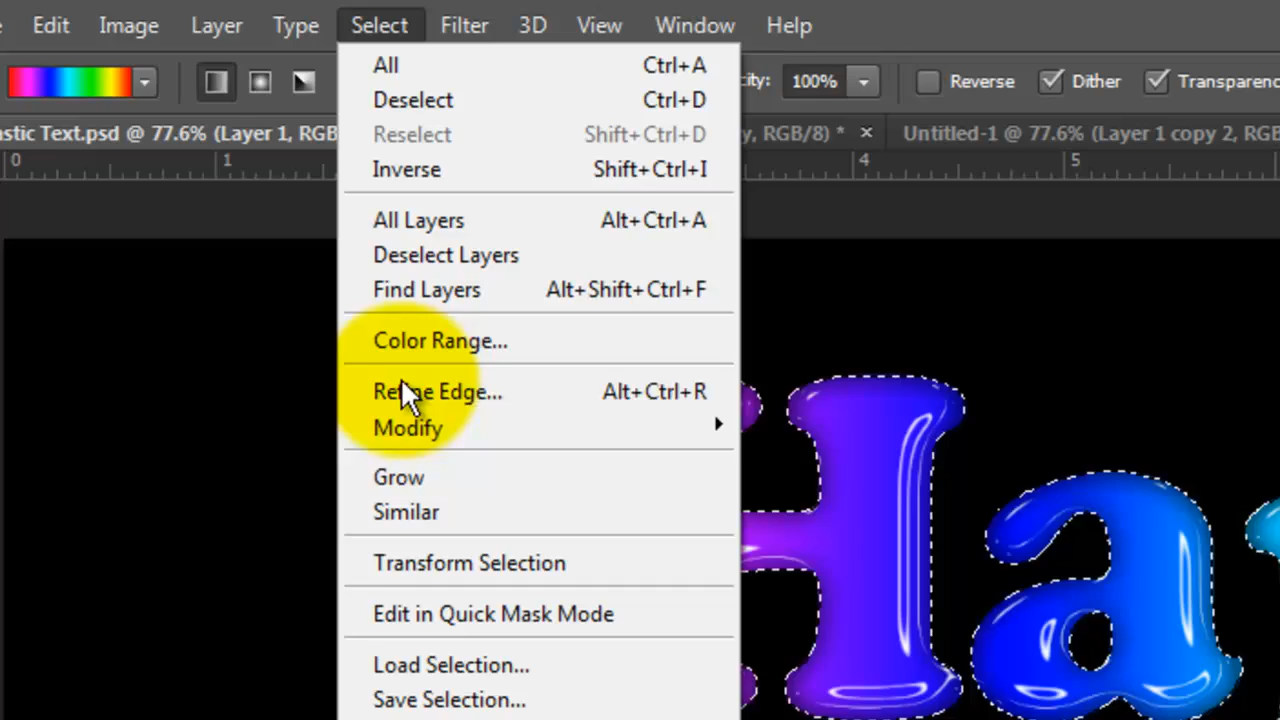 Edit Image Layer Type Select Filter 3D View Window Help
100% Reverse Dither Transparenc
astic Text.psd @ 77.6% (Layer 1, RGB y, RGB/8) * × Untitled-1 @ 77.6% (Layer 1 copy 2, RGB
0 1 4 5
All Ctrl+A
Deselect Ctrl+D
Reselect Shift+Ctrl+D
Inverse Shift+Ctrl+I
All Layers Alt+Ctrl+A
Deselect Layers
Find Layers Alt+Shift+Ctrl+F
Color Range...
Refine Edge... Alt+Ctrl+R
Modify
Grow
Similar
Transform Selection
Edit in Quick Mask Mode
Load Selection...
Save Selection...
Ha